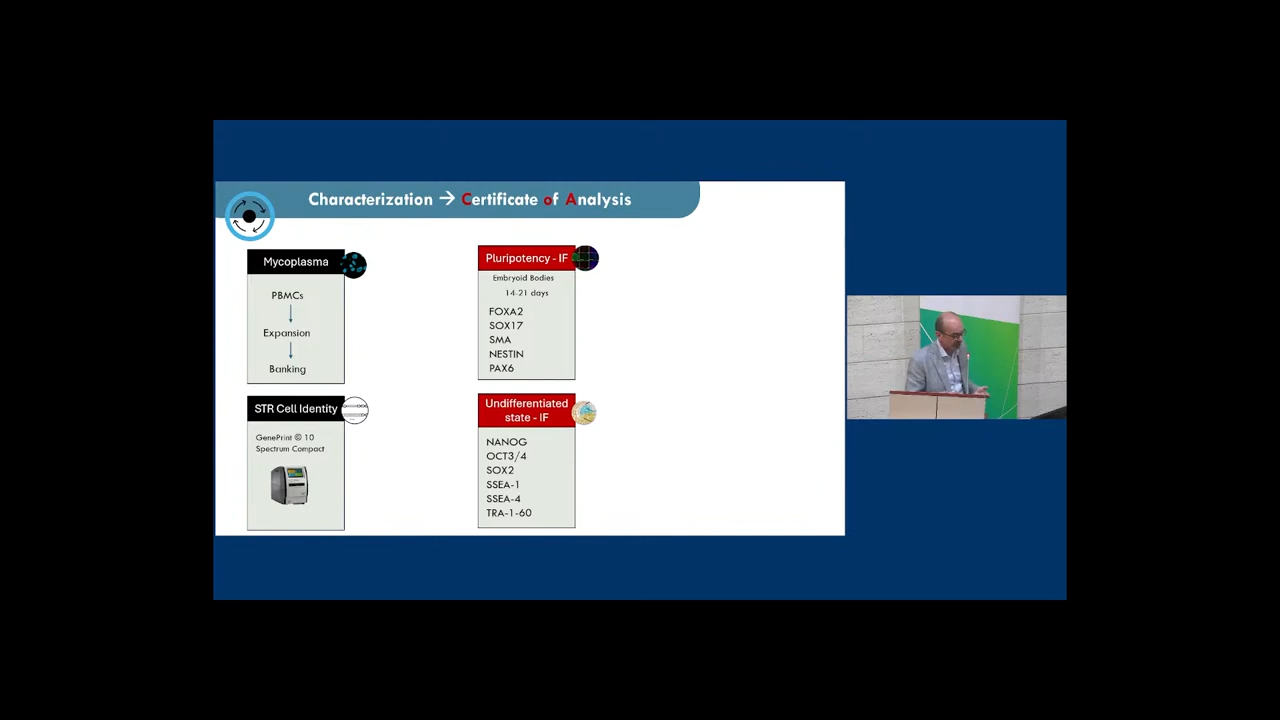 Characterization → Certificate of Analysis
Mycoplasma
PBMCs
Expansion
Banking
STR Cell Identity
GenePrint © 10
Spectrum Compact
Pluripotency - IF
Embryoid Bodies
14-21 days
FOXA2
SOX17
SMA
NESTIN
PAX6
Undifferentiated
state - IF
NANOG
OCT3/4
SOX2
SSEA-1
SSEA-4
TRA-1-60